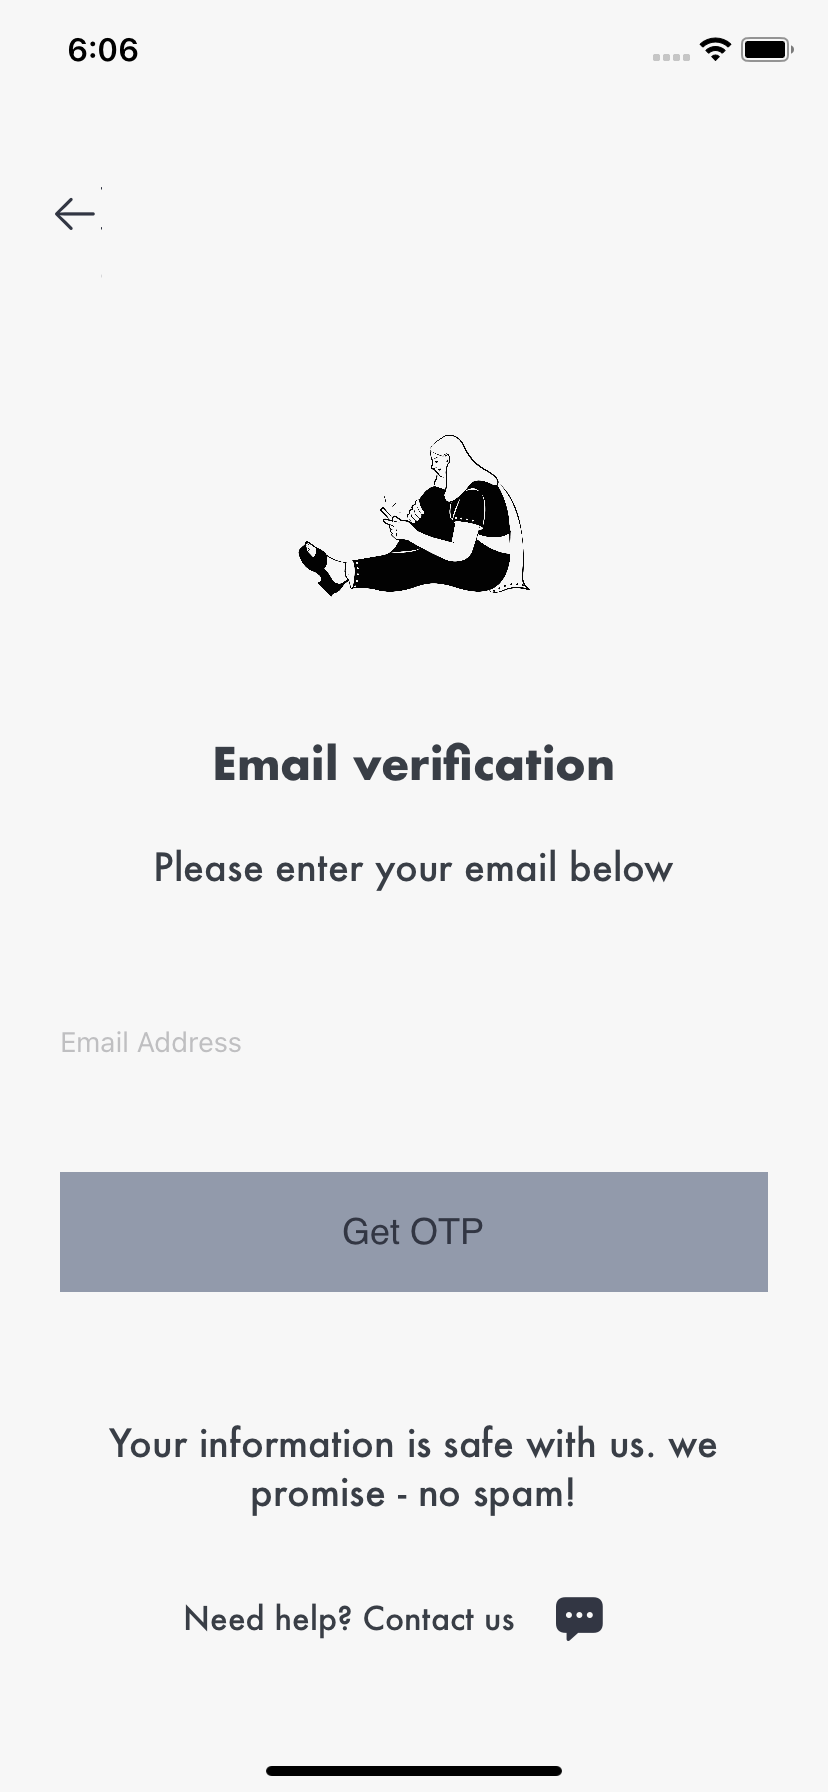 6:06
Email verification
Please enter your email below
Email Address
Get OTP
Your information is safe with us. we
promise - no spam!
Need help? Contact us